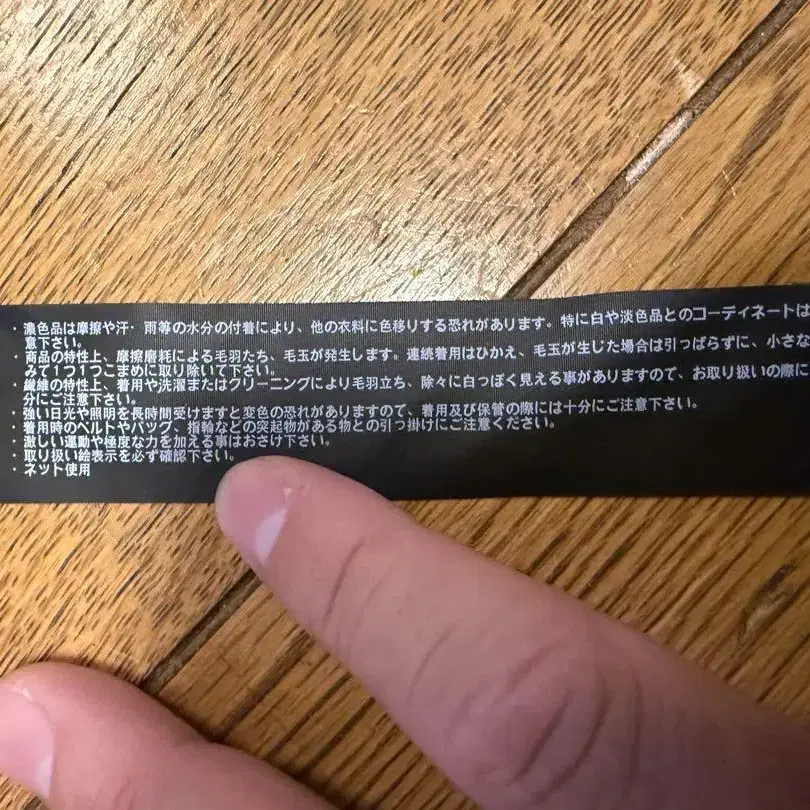 ・濃色品は摩擦や汗・雨等の水分の付着により、他の衣料に色移りする恐れがあります。特に白や淡色品とのコーディネートは
意下さい。
・商品の特性上、摩擦磨耗による毛羽たち、毛玉が発生します。連続着用はひかえ、毛玉が生じた場合は引っぱらずに、小さな
みで1つ1つこまめに取り除いて下さい。
・繊維の特性上、着用や洗濯またはクリーニングにより毛羽立ち、除々に白っぽく見える事がありますので、お取り扱いの際に
分にご注意下さい。
・強い日光や照明を長時間受けますと変色の恐れがありますので、着用及び保管の際には十分にご注意下さい。
・着用時のベルトやバッグ、指輪などの突起物がある物との引っ掛けにご注意ください。
・激しい運動や極度な力を加える事はおさけ下さい。
・取り扱い絵表示を必ず確認下さい。
・ネット使用